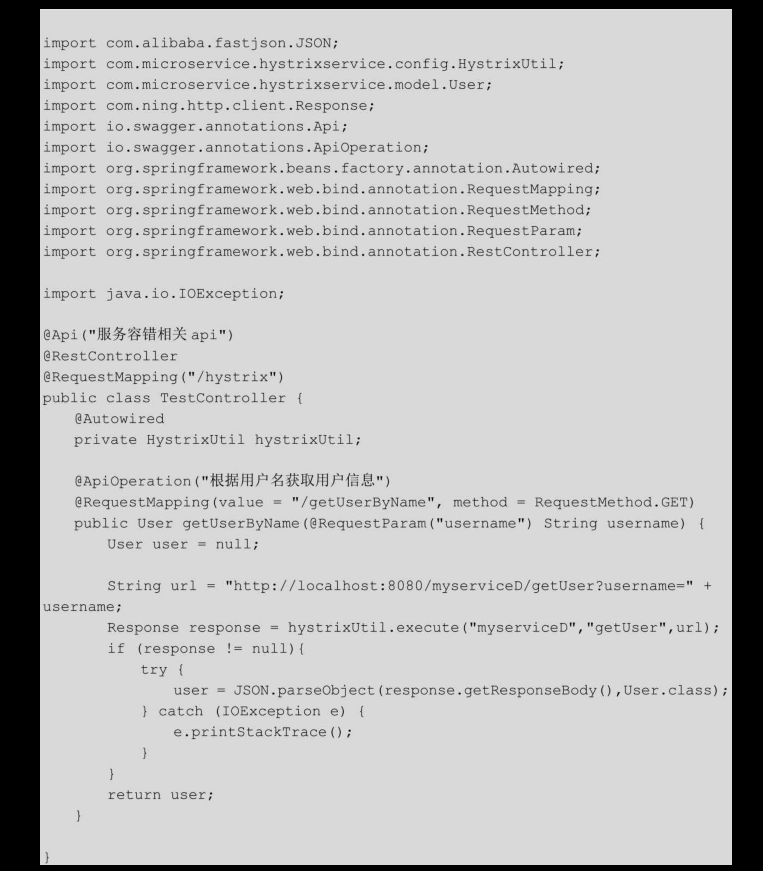 import com.alibaba.fastjson.JSON;
import com.microservice.hystrixservice.config.HystrixUtil;
import com.microservice.hystrixservice.model.User;
import com.ning.http.client.Response;
import io.swagger.annotations.Api;
import io.swagger.annotations.ApiOperation;
import org.springframework.beans.factory.annotation.Autowired;
import org.springframework.web.bind.annotation.RequestMapping;
import org.springframework.web.bind.annotation.RequestMethod;
import org.springframework.web.bind.annotation.RequestParam;
import org.springframework.web.bind.annotation.RestController;

import java.io.IOException;

@Api("服务容错相关 api")
@RestController
@RequestMapping("/hystrix")
public class TestController {
    @Autowired
    private HystrixUtil hystrixUtil;

    @ApiOperation("根据用户名获取用户信息")
    @RequestMapping(value = "/getUserByName", method = RequestMethod.GET)
    public User getUserByName(@RequestParam("username") String username) {
        User user = null;

        String url = "http://localhost:8080/myserviceD/getUser?username=" +
username;
        Response response = hystrixUtil.execute("myserviceD","getUser",url);
        if (response != null){
            try {
                user = JSON.parseObject(response.getResponseBody(),User.class);
            } catch (IOException e) {
                e.printStackTrace();
            }
        }
        return user;
    }

}